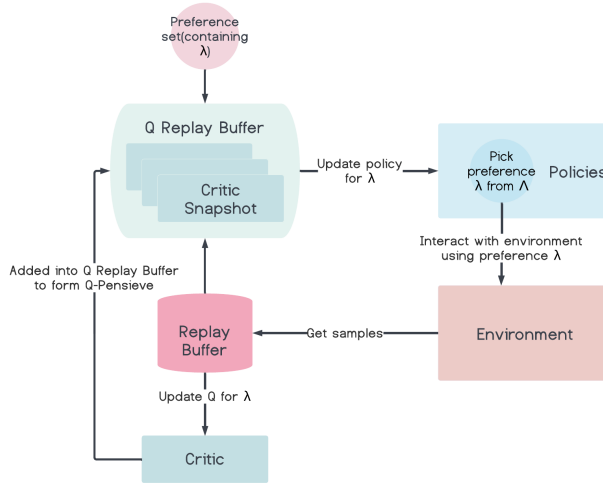 Preference
set(containing
λ)
Q Replay Buffer
Critic
Snapshot
Update policy
for λ
Pick
preference
λ from Λ
Policies
Interact with environment
using preference λ
Added into Q Replay Buffer
to form Q-Pensieve
Replay
Buffer
Get samples
Environment
Update Q for λ
Critic